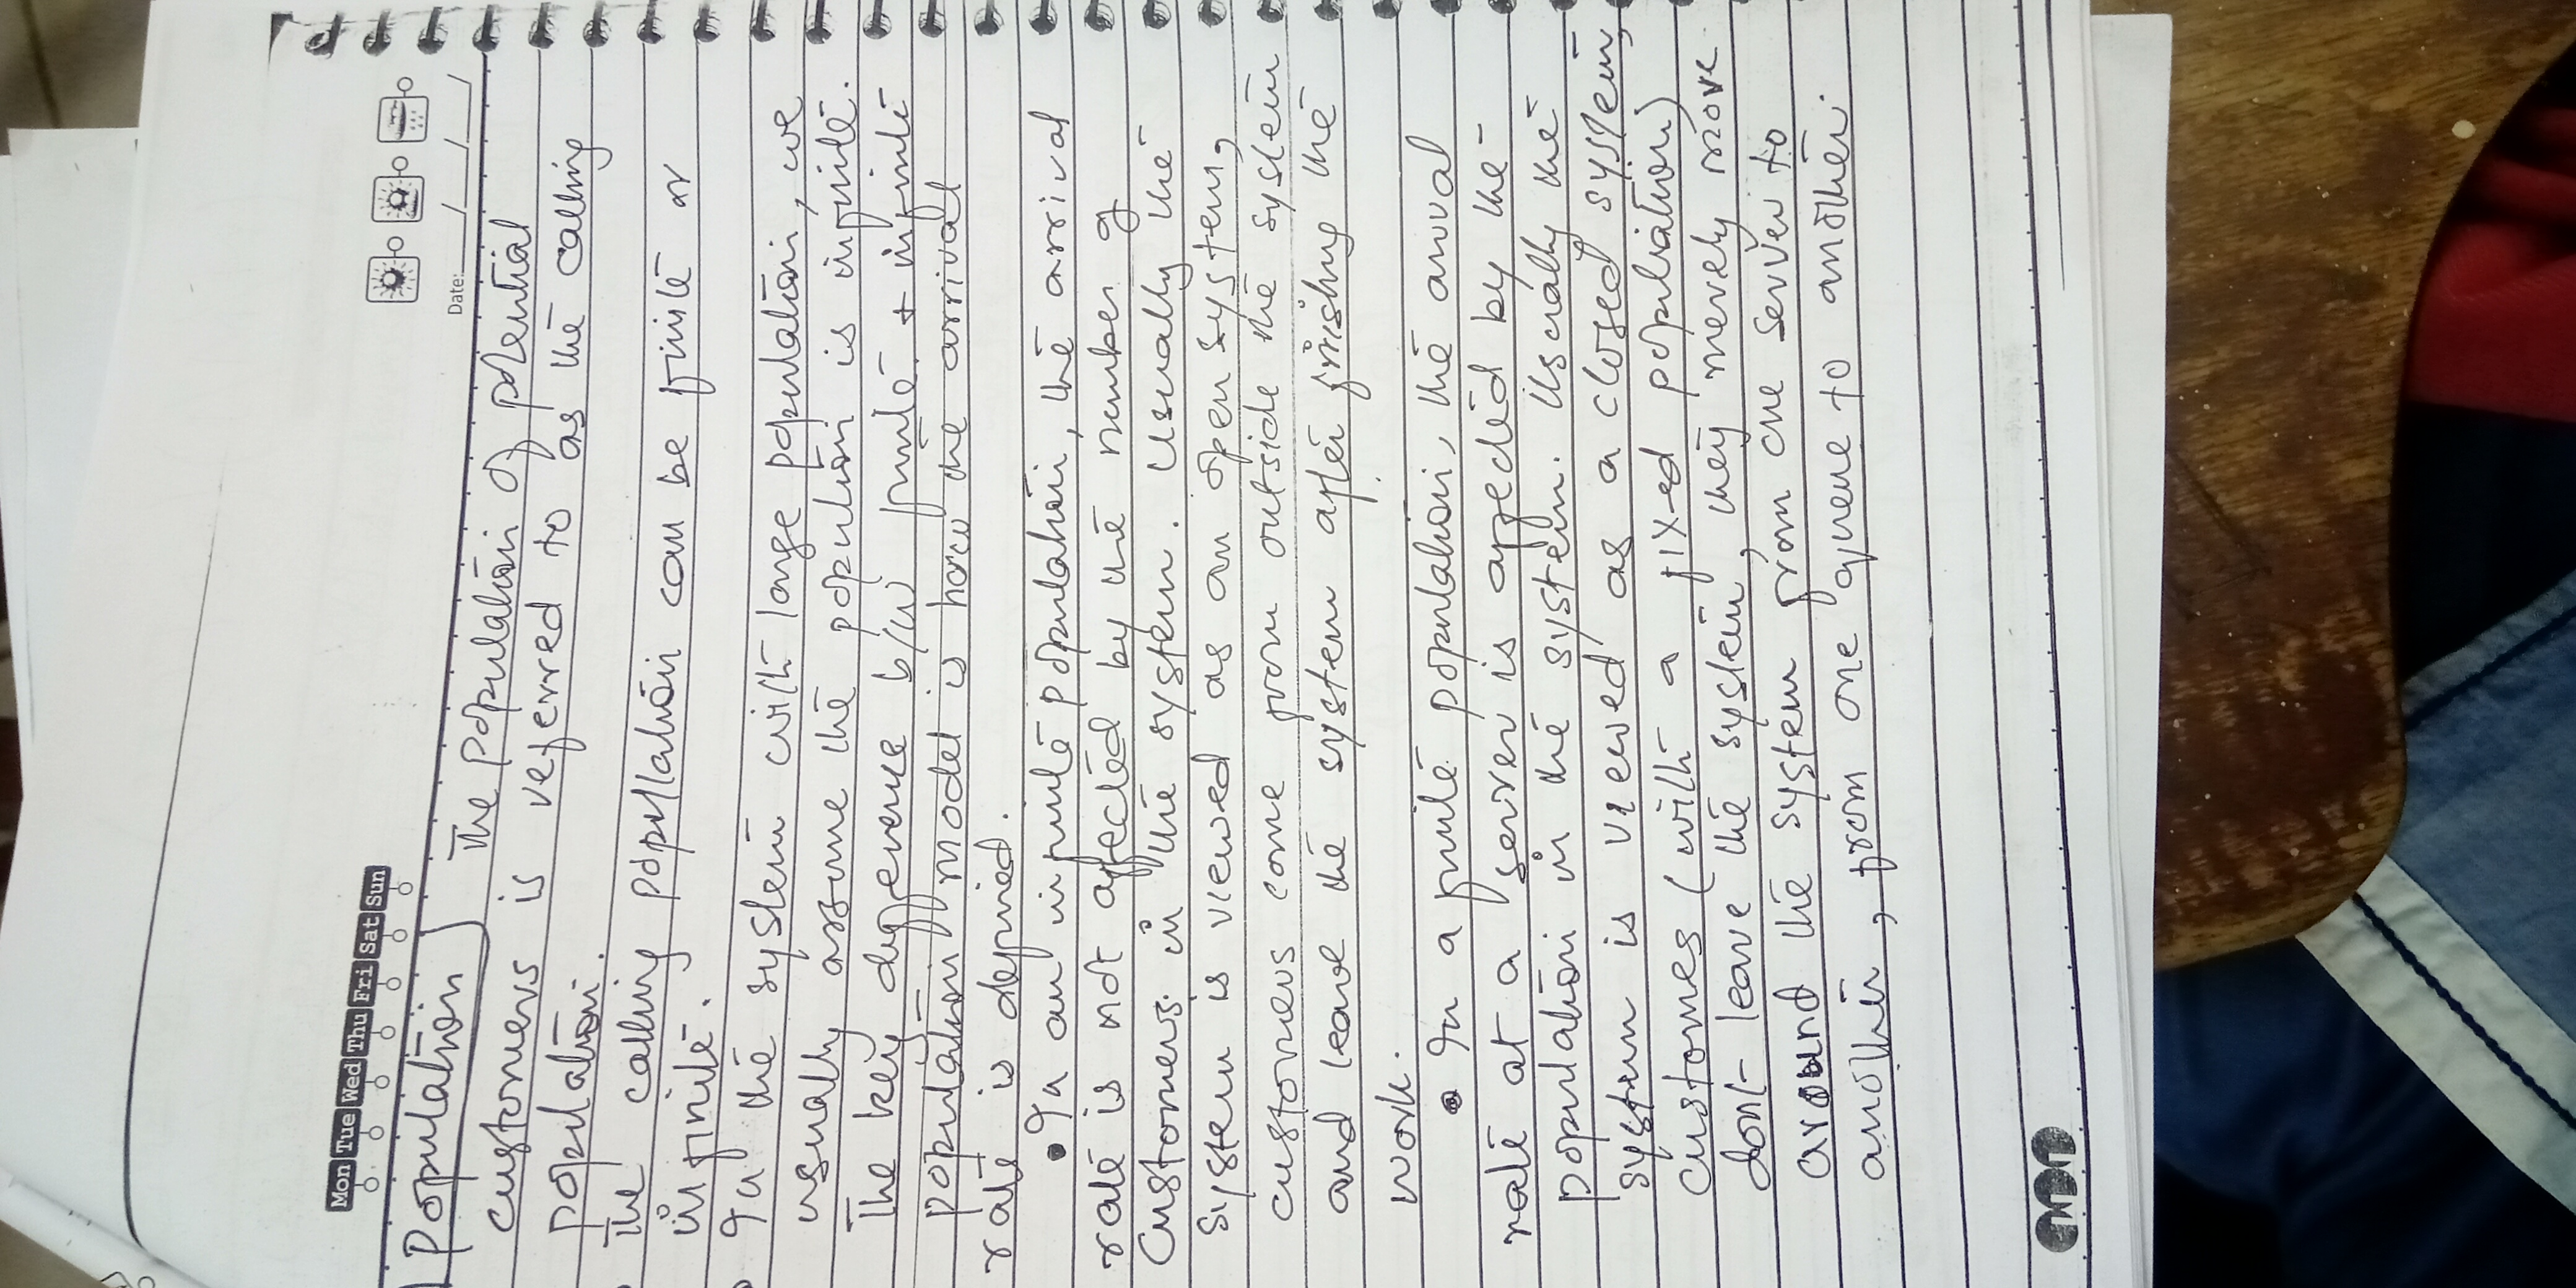 Mon Tue Wed Thu Fri Sat Sun
Date:
Population) The population of potential
customers is referred to as the calling
population.
The calling population can be finite or
infinite.
In the system with large population, we
usually assume the popultion is infinite.
The key difference b/w finite + infinite
population model is how the arrival
rate is defined.
• In an infinite population, the arrival
rate is not affected by the number of
customers in the system. Usually the
system is viewed as an open system,
customers come from outside the system
and leave the system after finishing the
work.
• In a finite population, the arrival
rate at a server is affected by the
population in the system. Usually the
system is viewed as a closed system,
customes (with a fixed population)
dont leave the system, they merely move
around the system from one server to
another, from one queue to another.